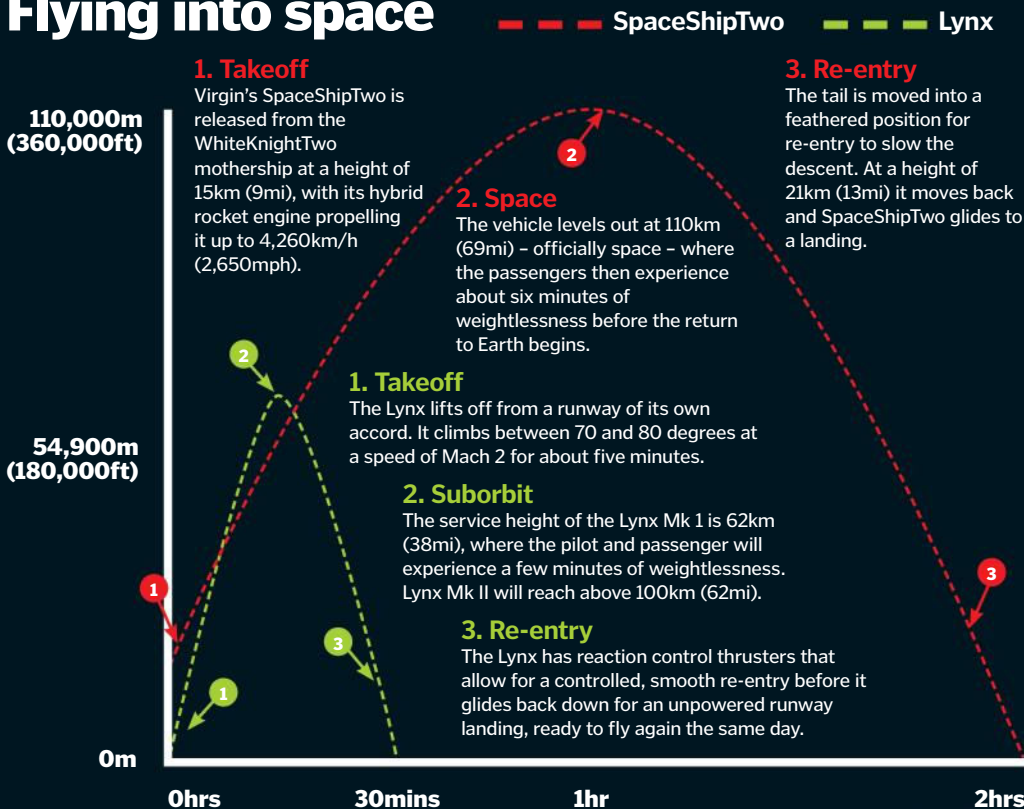 Flying into space
SpaceShipTwo
Lynx
110,000m
(360,000ft)
54,900m
(180,000ft)
0m
1. Takeoff
Virgin's SpaceShipTwo is
released from the
WhiteKnightTwo
mothership at a height of
15km (9mi), with its hybrid
rocket engine propelling
it up to 4,260km/h
(2,650mph).
2
2. Space
The vehicle levels out at 110km
(69mi) – officially space – where
the passengers then experience
about six minutes of
weightlessness before the return
to Earth begins.
3. Re-entry
The tail is moved into a
feathered position for
re-entry to slow the
descent. At a height of
21km (13mi) it moves back
and SpaceShipTwo glides to
a landing.
2
1. Takeoff
The Lynx lifts off from a runway of its own
accord. It climbs between 70 and 80 degrees at
a speed of Mach 2 for about five minutes.
2. Suborbit
The service height of the Lynx Mk 1 is 62km
(38mi), where the pilot and passenger will
experience a few minutes of weightlessness.
Lynx Mk II will reach above 100km (62mi).
3. Re-entry
The Lynx has reaction control thrusters that
allow for a controlled, smooth re-entry before it
glides back down for an unpowered runway
landing, ready to fly again the same day.
1
3
3
1
0hrs
30mins
1hr
2hrs